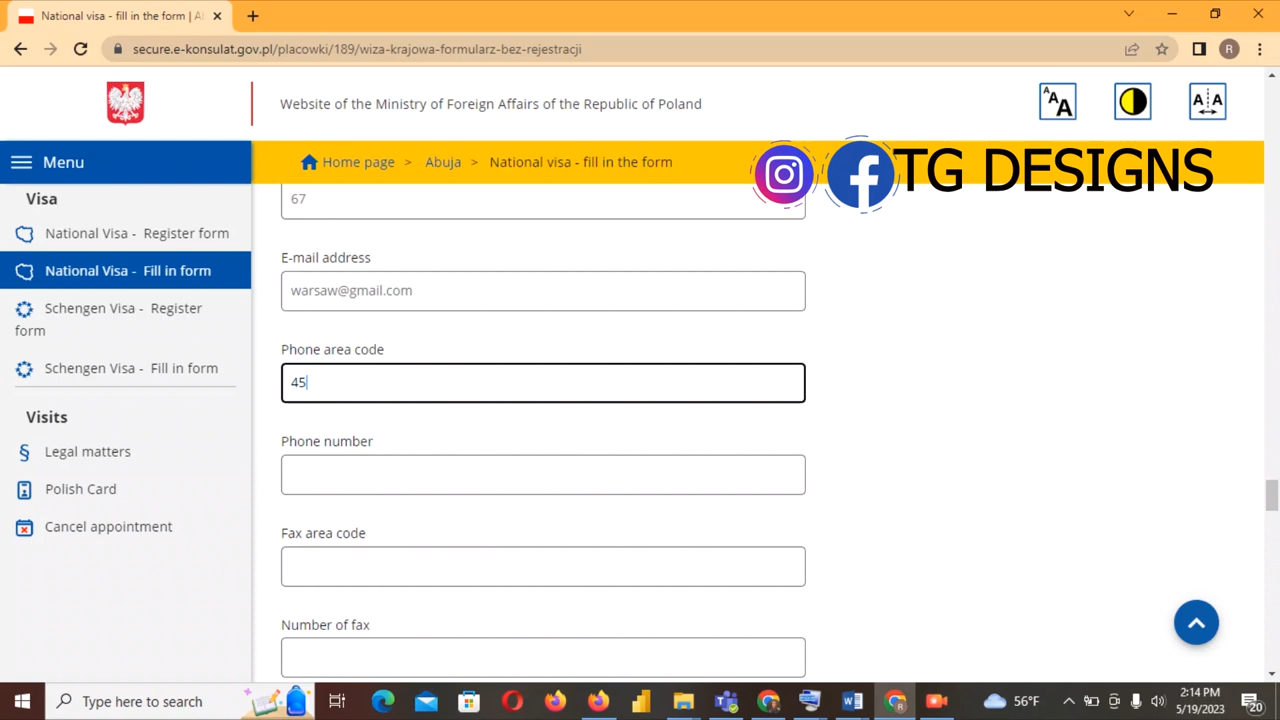 National visa - fill in the form | A
secure.e-konsulat.gov.pl/placowki/189/wiza-krajowa-formularz-bez-rejestracji
R
Website of the Ministry of Foreign Affairs of the Republic of Poland
A A A
A A
Menu
Home page > Abuja > National visa - fill in the form
TG DESIGNS
Visa
National Visa - Register form
National Visa - Fill in form
Schengen Visa - Register
form
Schengen Visa - Fill in form
Visits
§ Legal matters
Polish Card
Cancel appointment
67
E-mail address
warsaw@gmail.com
Phone area code
45
Phone number
Fax area code
Number of fax
Type here to search
56°F
2:14 PM
5/19/2023
20